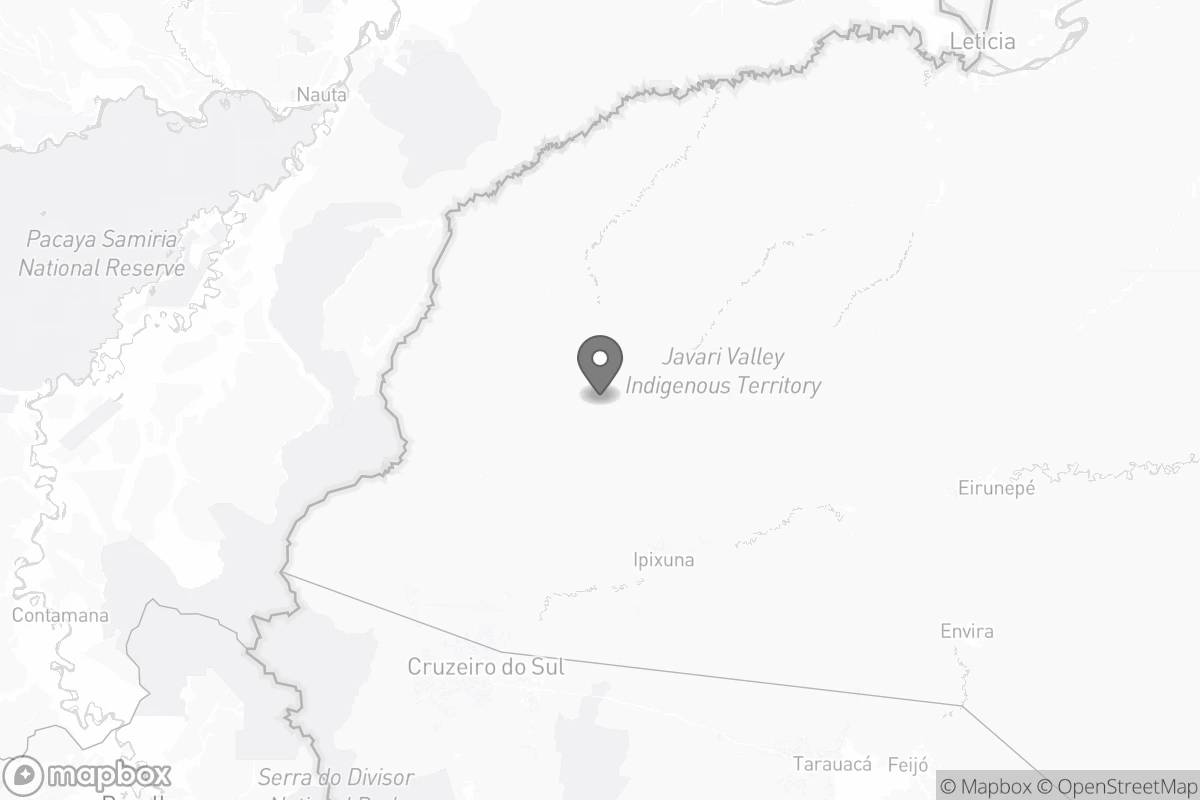 Leticia
Nauta
Pacaya Samiria
National Reserve
Javari Valley
Indigenous Territory
Eirunepé
Ipixuna
Contamana
Envira
Cruzeiro do Sul
Tarauacá
Feijó
Serra do Divisor
mapbox
© Mapbox © OpenStreetMap